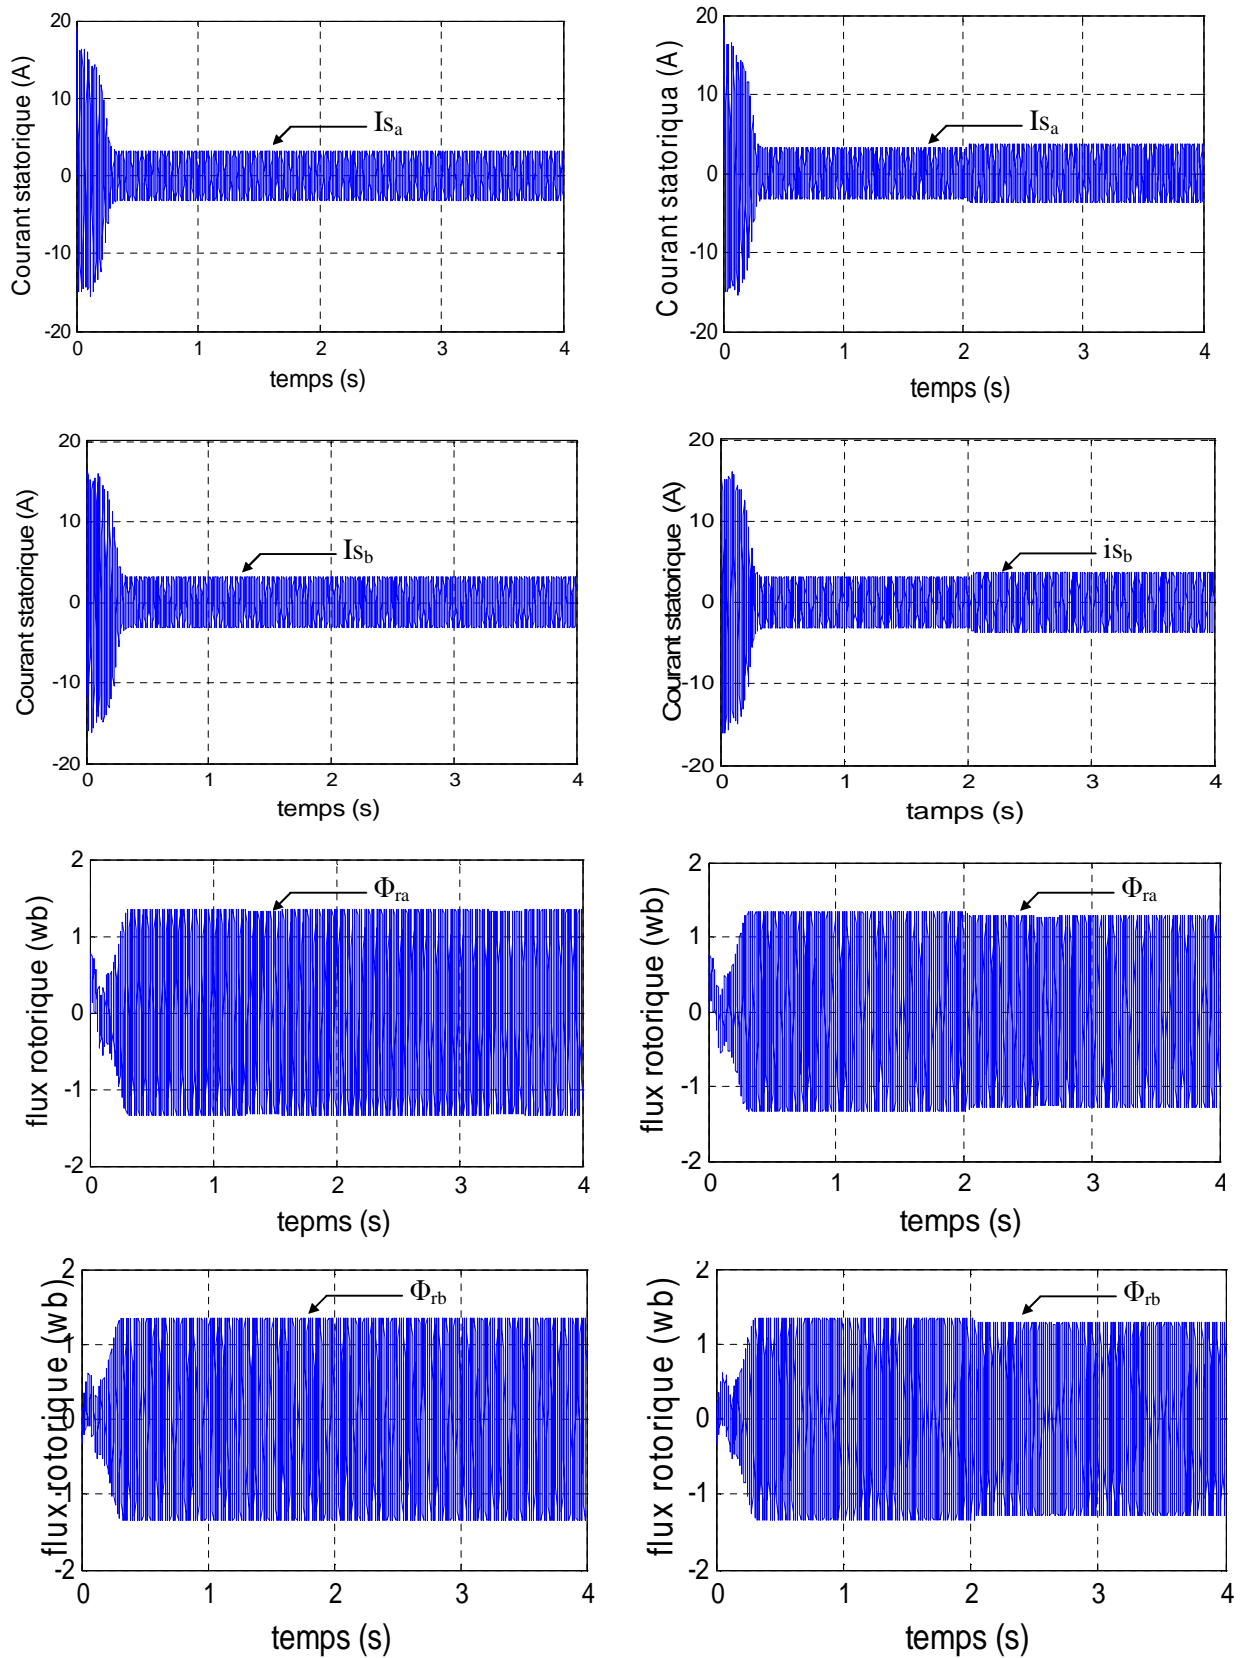 20
10
0
-10
-20
0 1 2 3 4
Courant statorique (A)
temps (s)
Isa
20
10
0
-10
-20
0 1 2 3 4
Courant statoriqua (A)
temps (s)
Isa
20
10
0
-10
-20
0 1 2 3 4
Courant statorique (A)
temps (s)
Isb
20
10
0
-10
-20
0 1 2 3 4
Courant statorique (A)
tamps (s)
isb
2
1
0
-1
-2
0 1 2 3 4
flux rotorique (wb)
tepms (s)
Φra
2
1
0
-1
-2
0 1 2 3 4
flux rotorique (wb)
temps (s)
Φra
2
1
0
-1
-2
0 1 2 3 4
flux rotorique (wb)
temps (s)
Φrb
2
1
0
-1
-2
0 1 2 3 4
flux rotorique (wb)
temps (s)
Φrb